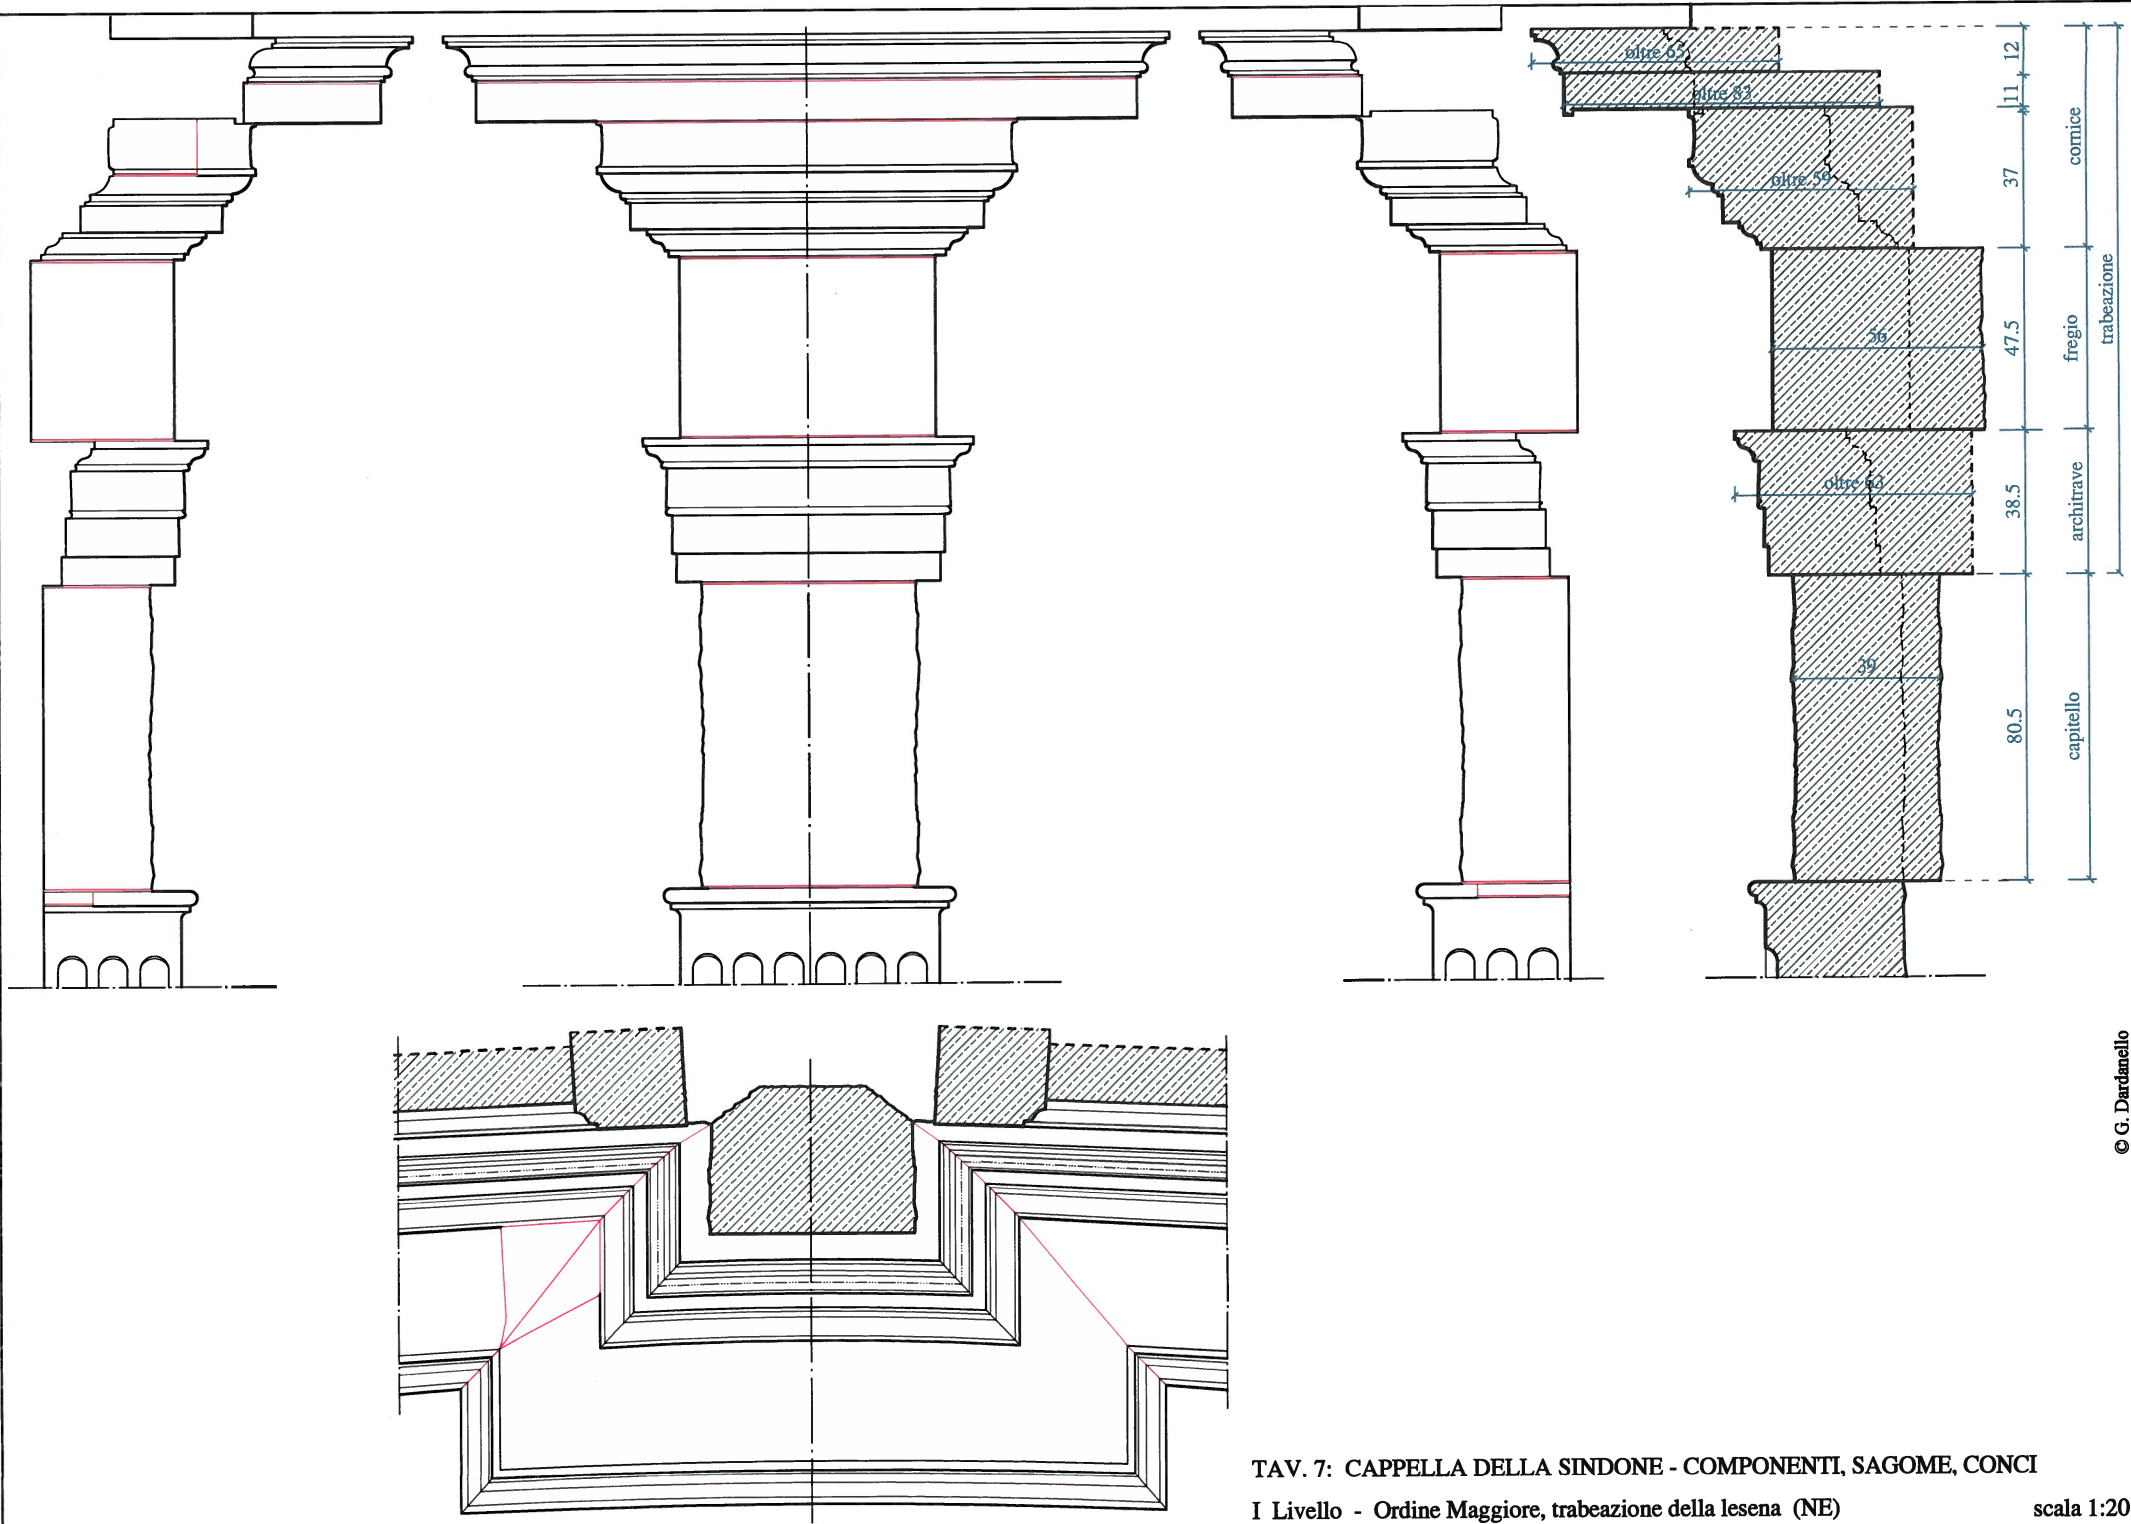 oltre 65
12
oltre 83
11
oltre 59
37
cornice
56
47.5
fregio
trabeazione
oltre 63
38.5
architrave
39
80.5
capitello
© G. Dardanello
TAV. 7: CAPPELLA DELLA SINDONE - COMPONENTI, SAGOME, CONCI
I Livello - Ordine Maggiore, trabeazione della lesena (NE)
scala 1:20